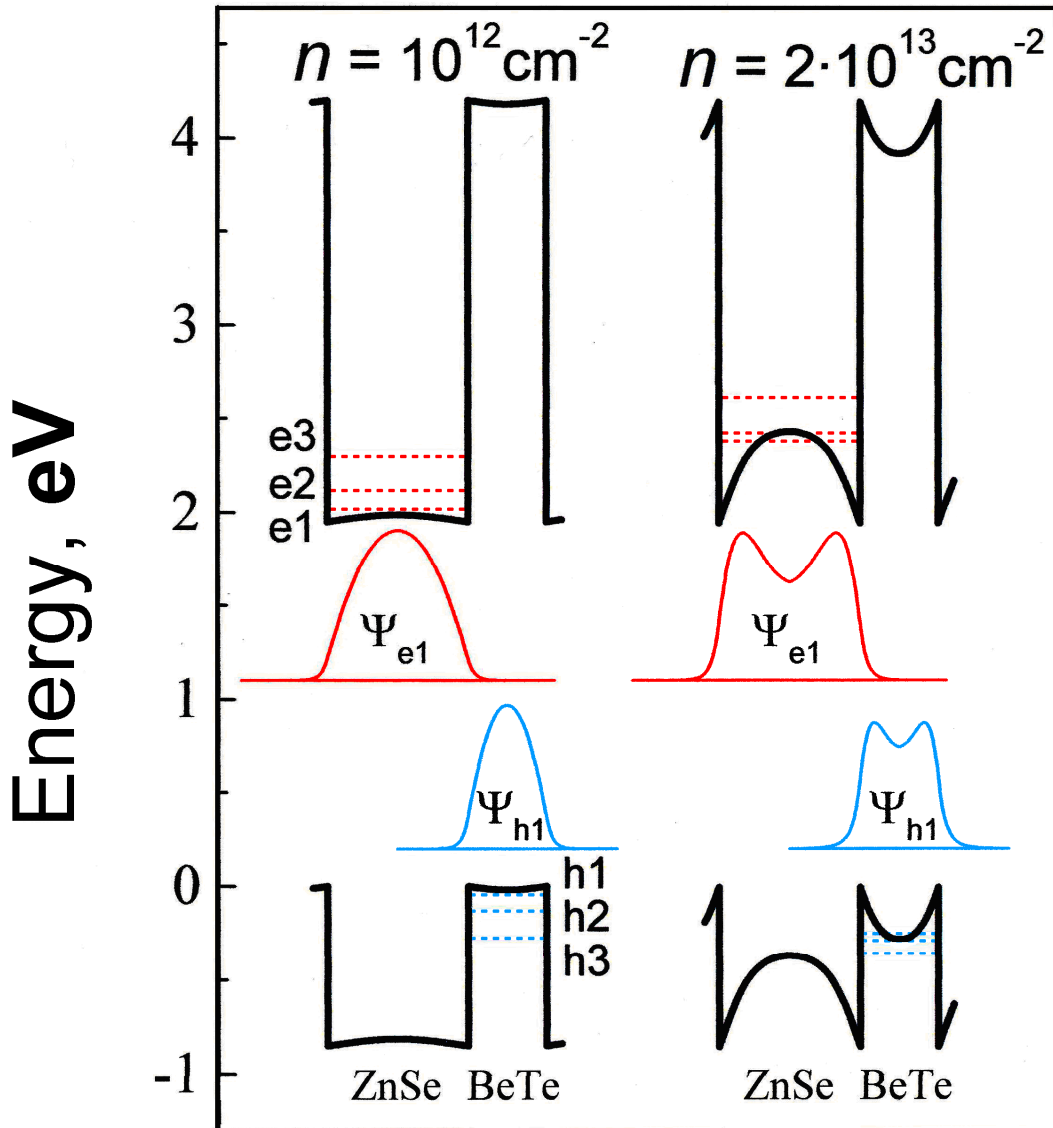 n = 10¹²cm⁻²
n = 2·10¹³cm⁻²
Energy, eV
4
3
2
1
0
-1
e3
e2
e1
Ψe1
Ψe1
Ψh1
Ψh1
h1
h2
h3
ZnSe BeTe
ZnSe BeTe